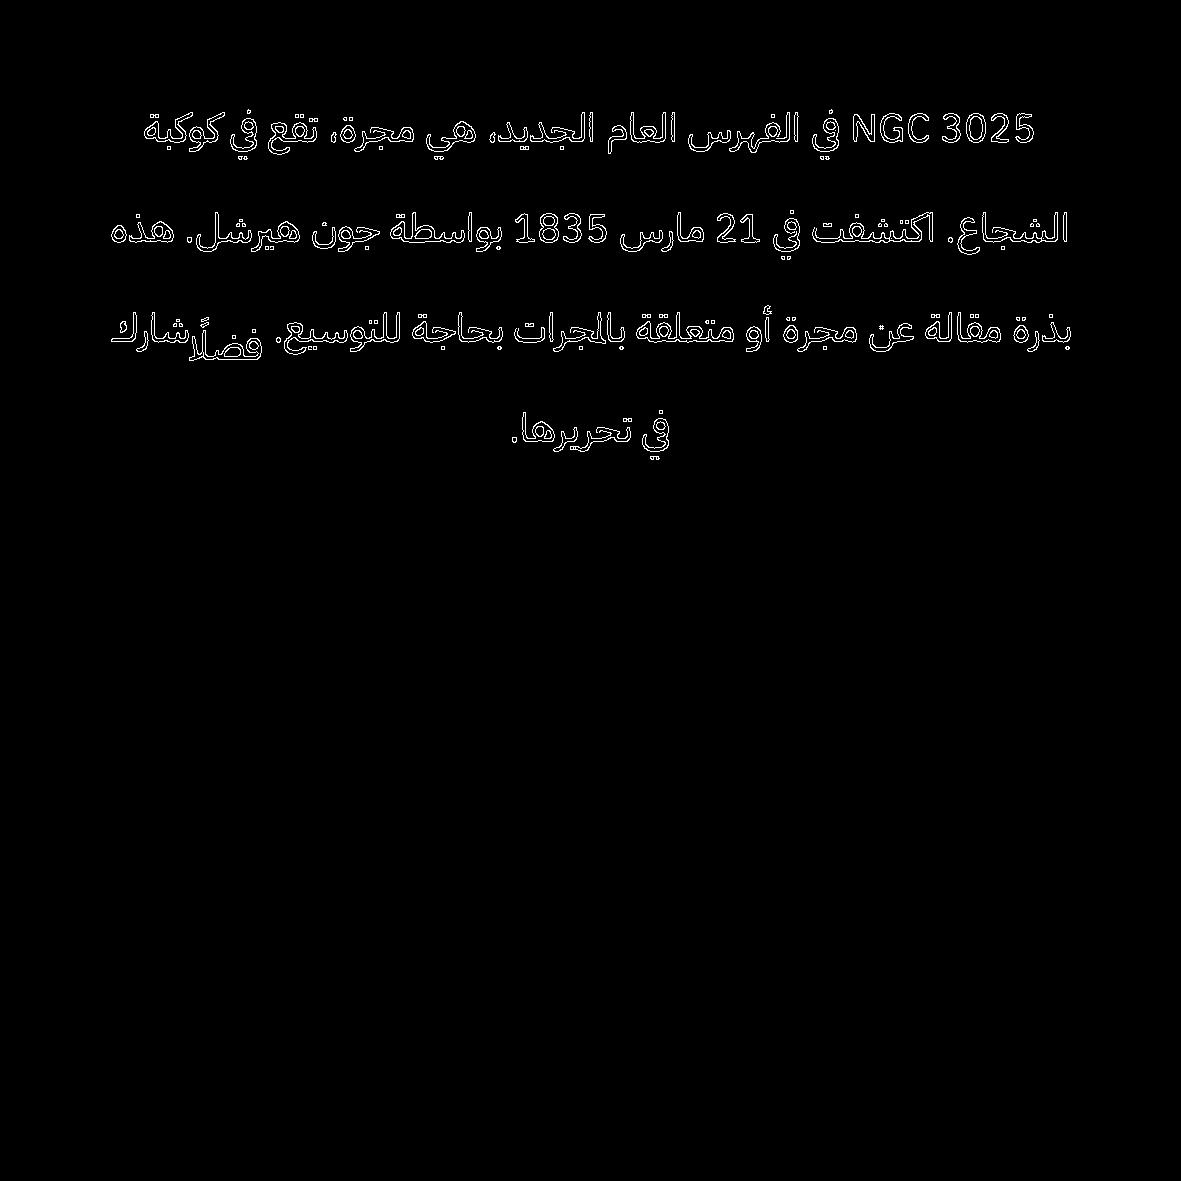 NGC 3025 في الفهرس العام الجديد، هي مجرة، تقع في كوكبة
الشجاع. اكتشفت في 21 مارس 1835 بواسطة جون هيرشل. هذه
بذرة مقالة عن مجرة أو متعلقة بالمجرات بحاجة للتوسيع. فضلًا شارك
في تحريرها.